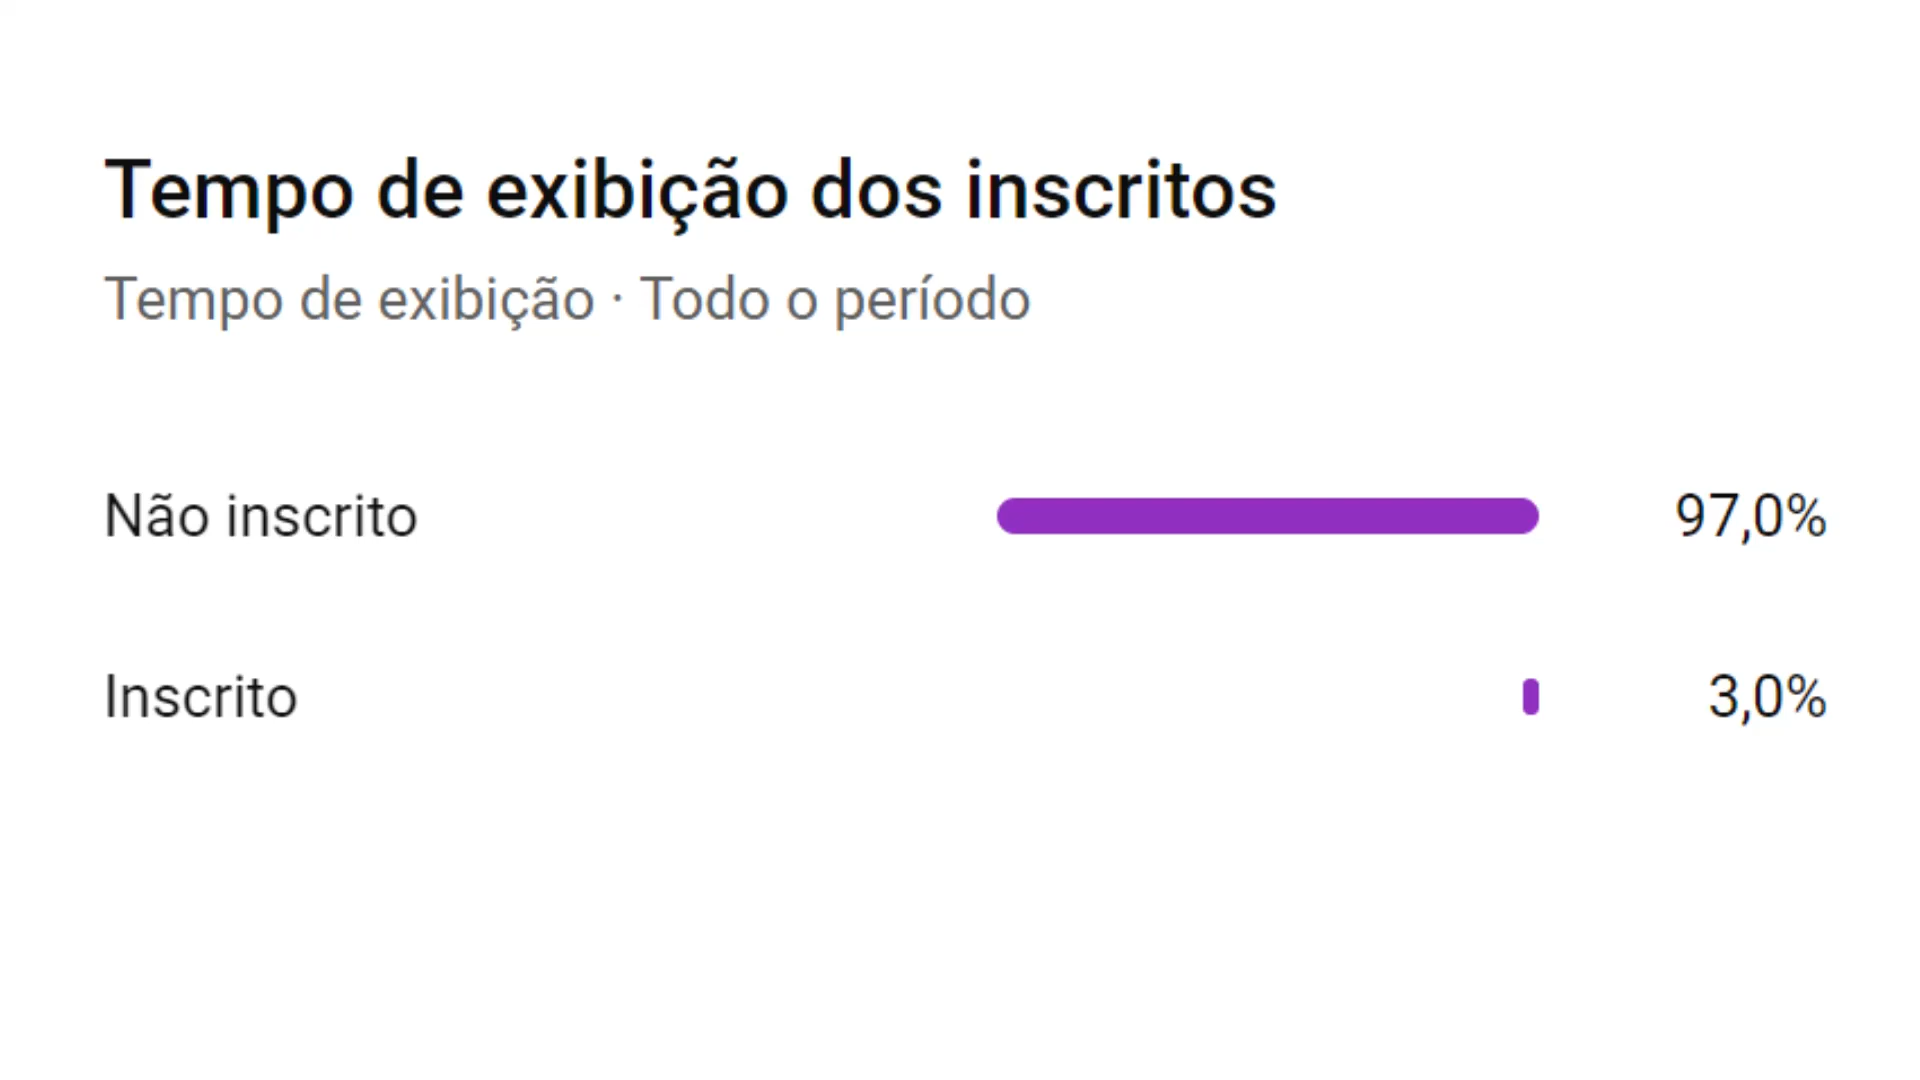 Tempo de exibição dos inscritos
Tempo de exibição · Todo o período
Não inscrito 97,0%
Inscrito 3,0%